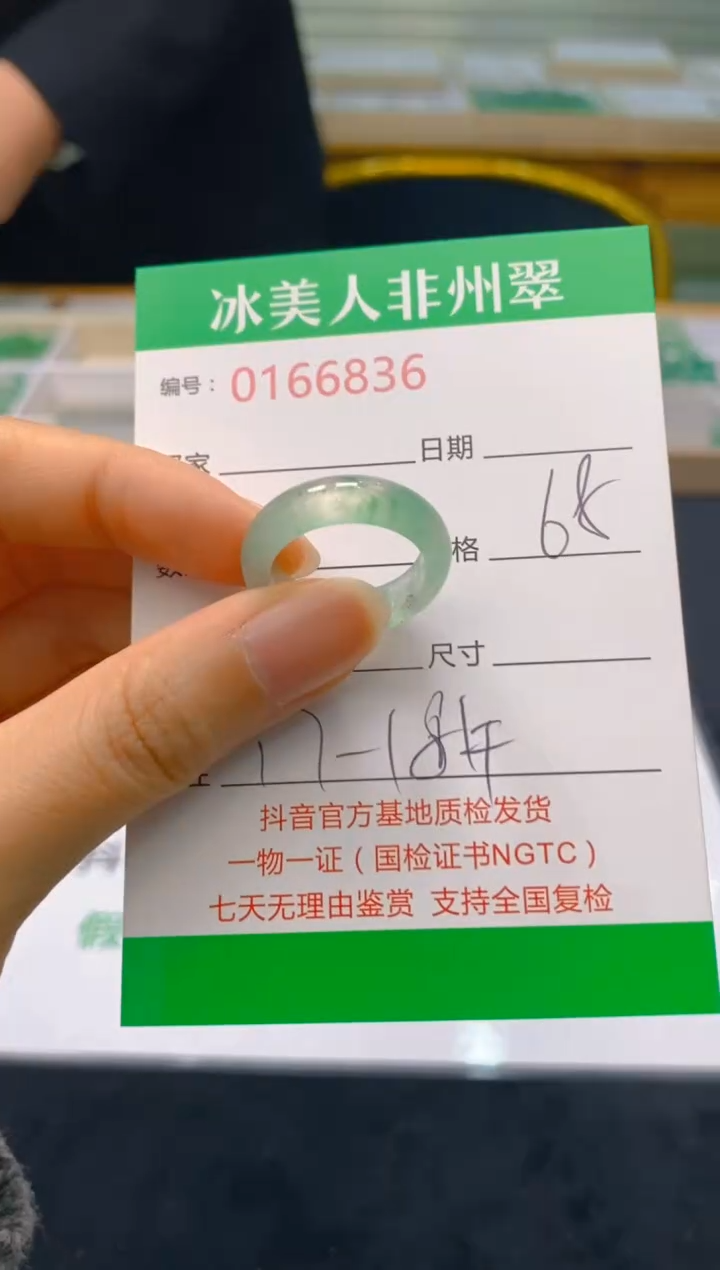 冰美人非州翠
编号：0166836
家 日期
格 68
尺寸
17-18年
抖音官方基地质检发货
一物一证（国检证书NGTC）
七天无理由鉴赏 支持全国复检